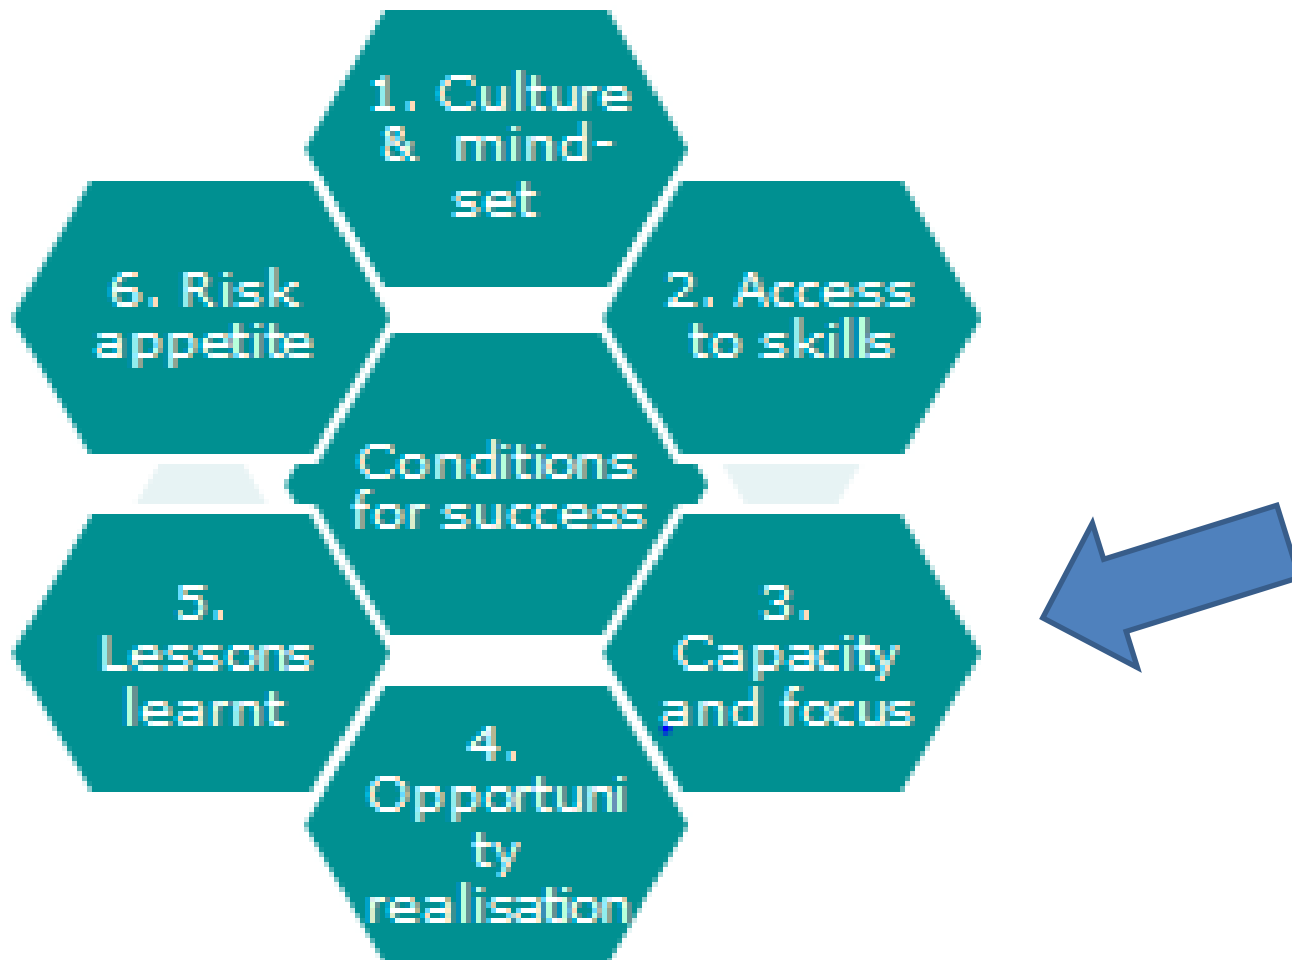 1. Culture
& mind-
set
2. Access
to skills
3.
Capacity
and focus
4.
Opportuni
ty
realisation
5.
Lessons
learnt
6. Risk
appetite
Conditions
for success